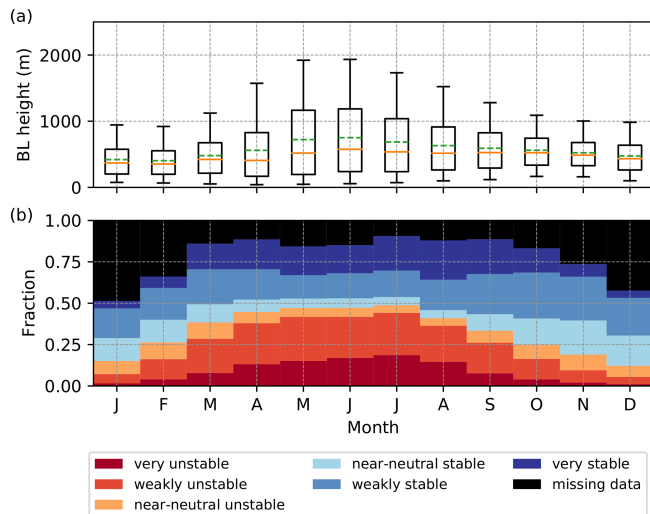 (a)
BL height (m)
2000
1000
0
(b)
Fraction
1.00
0.75
0.50
0.25
0.00
J F M A M J J A S O N D
Month
very unstable near-neutral stable very stable
weakly unstable weakly stable missing data
near-neutral unstable